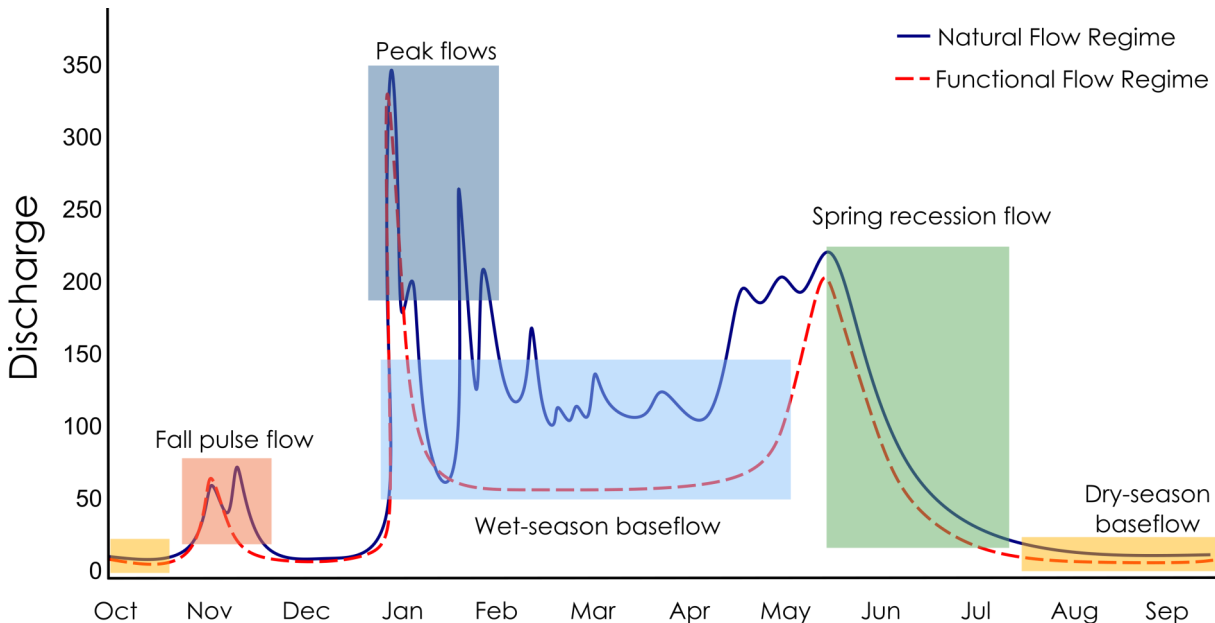 Peak flows
Natural Flow Regime
Functional Flow Regime
Spring recession flow
Fall pulse flow
Wet-season baseflow
Dry-season
baseflow
Discharge
350
300
250
200
150
100
50
0
Oct Nov Dec Jan Feb Mar Apr May Jun Jul Aug Sep